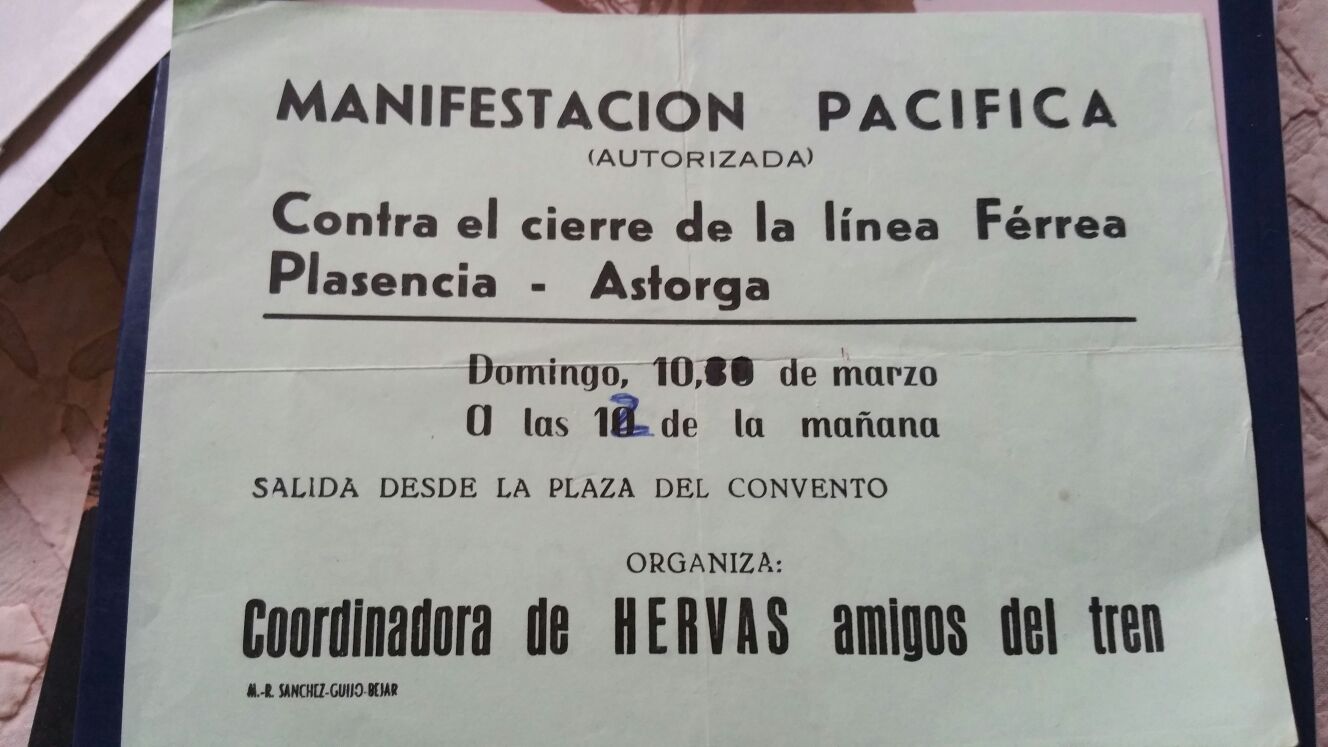 MANIFESTACION PACIFICA
(AUTORIZADA)
Contra el cierre de la línea Férrea
Plasencia - Astorga
Domingo, 10, de marzo
A las 12 de la mañana
SALIDA DESDE LA PLAZA DEL CONVENTO
ORGANIZA:
Coordinadora de HERVAS amigos del tren
M.-R. SANCHEZ-GUIJO-BEJAR